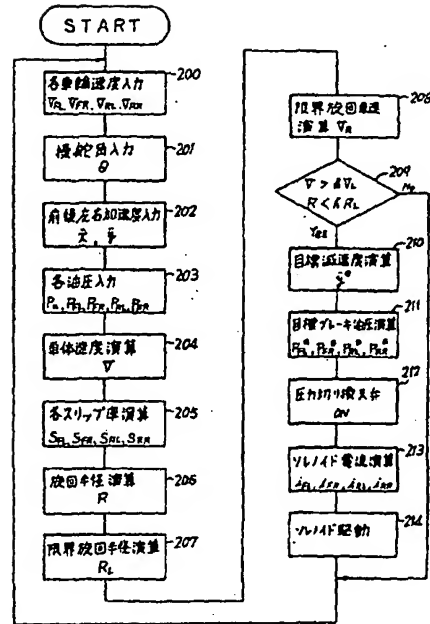 START
200
各車輪速度入力
V_FL, V_FR, V_RL, V_RR
201
操舵角入力
θ
202
前後左右加速度入力
ẍ, ÿ
203
各油圧入力
204
車体速度演算
V
205
各スリップ率演算
S_FL, S_FR, S_RL, S_RR
206
旋回半径演算
R
207
限界旋回半径演算
R_L
208
限界旋回車速
演算
209
R<
No
Yes
210
目標減速度演算
211
目標ブレーキ油圧演算
P_FL*, P_FR*, P_RL*, P_RR*
212
圧力切り換え弁
ON
213
ソレノイド電流演算
i_FL, i_FR, i_RL, i_RR
214
ソレノイド駆動